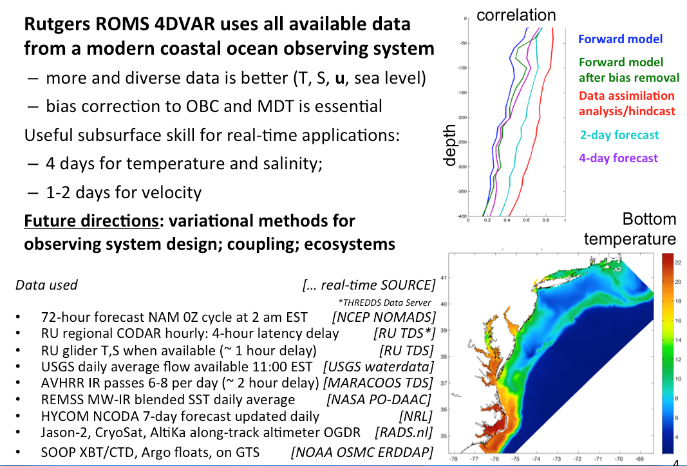 Rutgers ROMS 4DVAR uses all available data
from a modern coastal ocean observing system
– more and diverse data is better (T, S, u, sea level)
– bias correction to OBC and MDT is essential
Useful subsurface skill for real-time applications:
– 4 days for temperature and salinity;
– 1-2 days for velocity
Future directions: variational methods for
observing system design; coupling; ecosystems
correlation
depth
0
-50
-100
-150
-200
-250
-300
-350
-400
0 0.2 0.4 0.6 0.8 1
Forward model
Forward model
after bias removal
Data assimilation
analysis/hindcast
2-day forecast
4-day forecast
Data used [... real-time SOURCE]
*THREDDS Data Server
• 72-hour forecast NAM 0Z cycle at 2 am EST [NCEP NOMADS]
• RU regional CODAR hourly: 4-hour latency delay [RU TDS*]
• RU glider T,S when available (~ 1 hour delay) [RU TDS]
• USGS daily average flow available 11:00 EST [USGS waterdata]
• AVHRR IR passes 6-8 per day (~ 2 hour delay) [MARACOOS TDS]
• REMSS MW-IR blended SST daily average [NASA PO-DAAC]
• HYCOM NCODA 7-day forecast updated daily [NRL]
• Jason-2, CryoSat, AltiKa along-track altimeter OGDR [RADS.nl]
• SOOP XBT/CTD, Argo floats, on GTS [NOAA OSMC ERDDAP]
Bottom
temperature
41
40
39
38
37
36
35
-78 -77 -76 -75 -74 -73 -72 -71 -70 -69
22
20
18
16
14
12
10
8
6
4
4